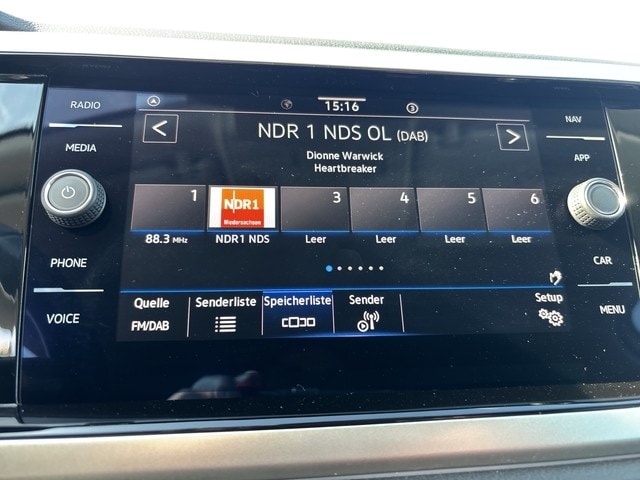 RADIO
MEDIA
PHONE
VOICE
15:16
3
NDR 1 NDS OL (DAB)
Dionne Warwick
Heartbreaker
1
NDR1
Niedersachsen
3
4
5
6
88.3 MHz
NDR1 NDS
Leer
Leer
Leer
Leer
Quelle
FM/DAB
Senderliste
Speicherliste
Sender
Setup
NAV
APP
CAR
MENU